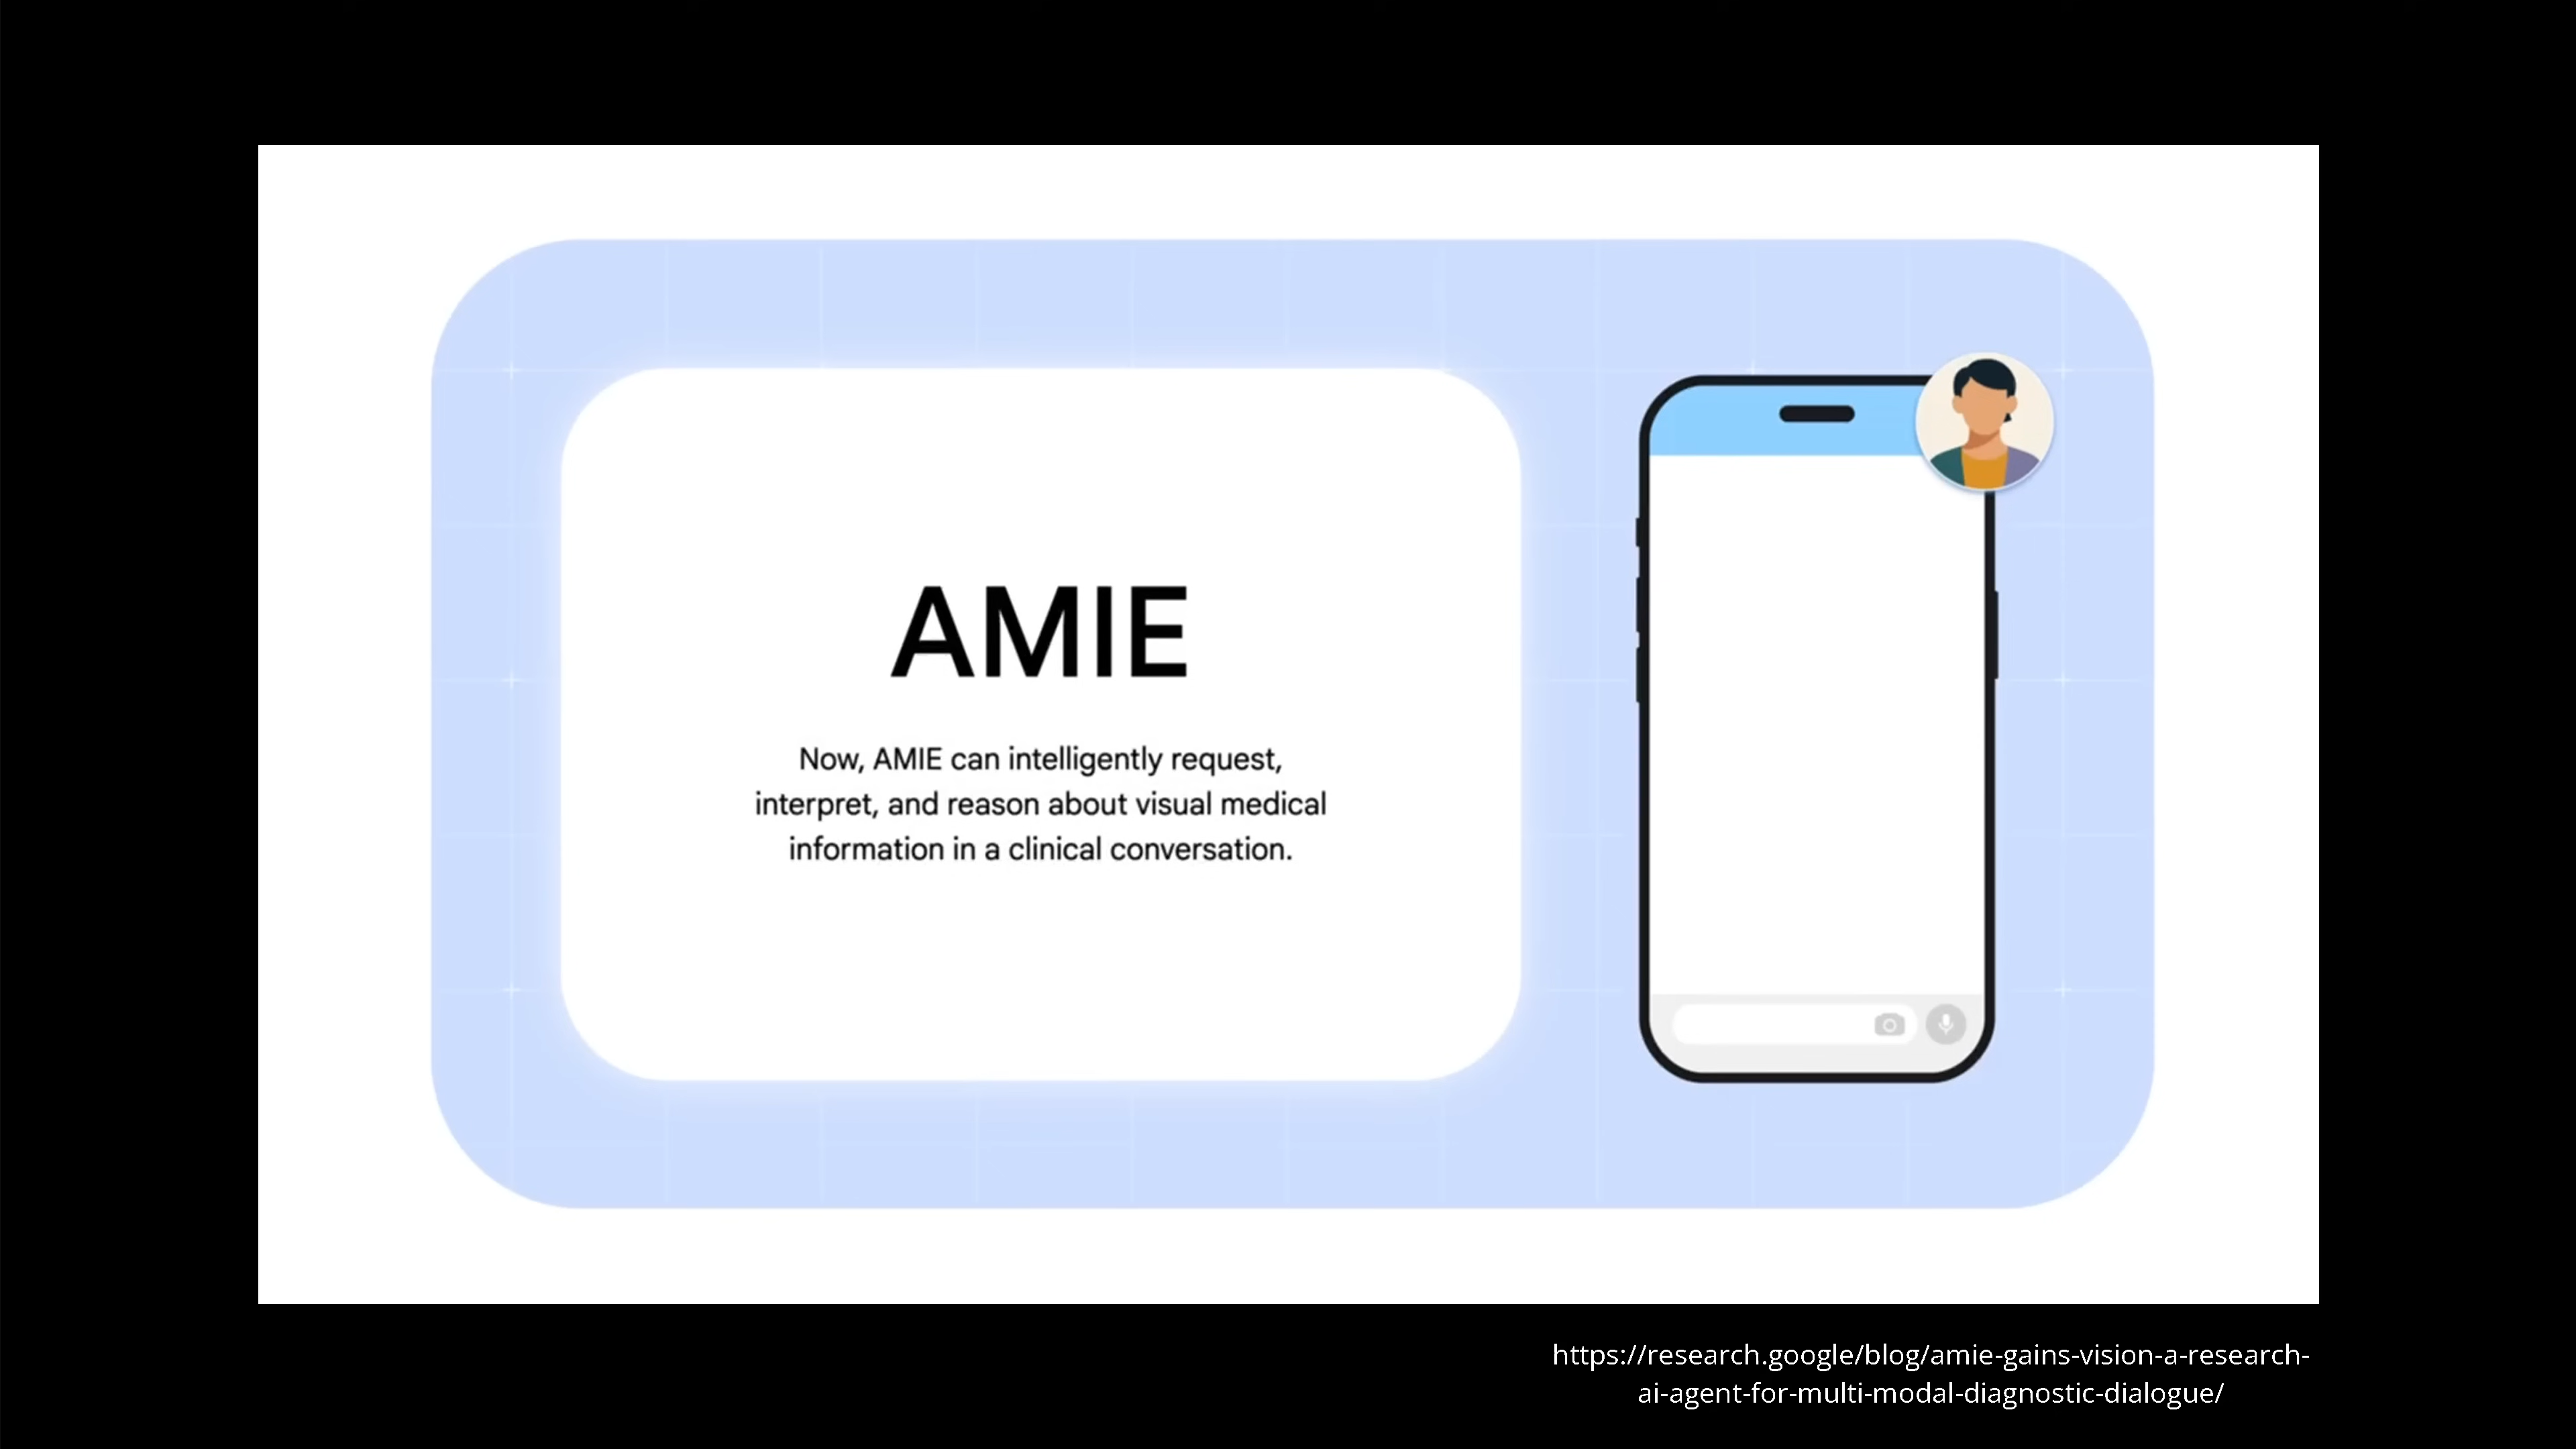 AMIE
Now, AMIE can intelligently request,
interpret, and reason about visual medical
information in a clinical conversation.
https://research.google/blog/amie-gains-vision-a-research-
ai-agent-for-multi-modal-diagnostic-dialogue/